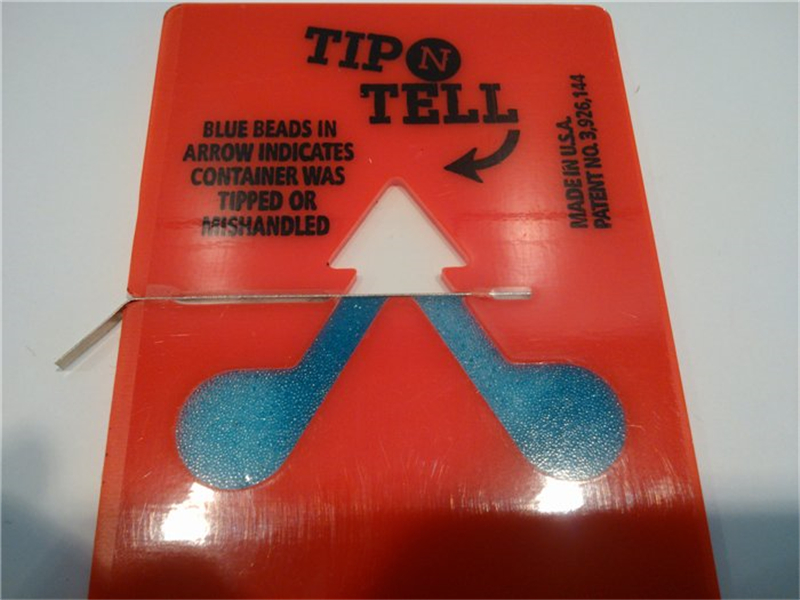 TIP N
TELL
BLUE BEADS IN
ARROW INDICATES
CONTAINER WAS
TIPPED OR
MISHANDLED
MADE IN U.S.A.
PATENT NO. 3,926,144